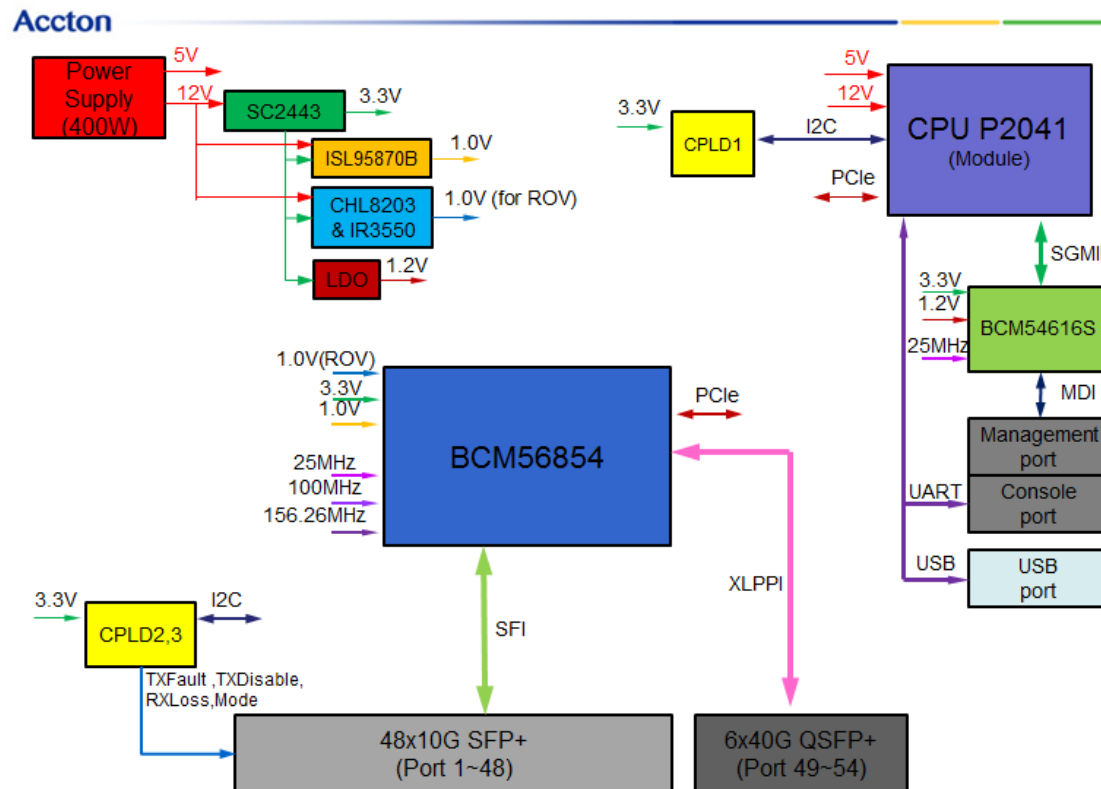 Accton
Power
Supply
(400W)
5V
12V
SC2443
3.3V
ISL95870B
1.0V
CHL8203
& IR3550
1.0V (for ROV)
LDO
1.2V
5V
12V
3.3V
CPLD1
I2C
CPU P2041
(Module)
PCIe
SGMII
3.3V
1.2V
25MHz
BCM54616S
MDI
Management
port
UART
Console
port
USB
USB
port
1.0V(ROV)
3.3V
1.0V
25MHz
100MHz
156.26MHz
BCM56854
PCIe
XLPPI
SFI
3.3V
CPLD2,3
I2C
TXFault ,TXDisable,
RXLoss,Mode
48x10G SFP+
(Port 1~48)
6x40G QSFP+
(Port 49~54)